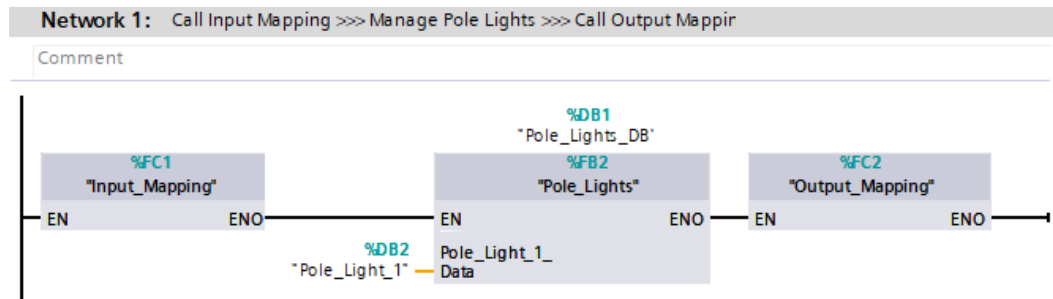 Network 1: Call Input Mapping >>> Manage Pole Lights >>> Call Output Mappin
Comment
%DB1
"Pole_Lights_DB"
%FC1
"Input_Mapping"
%FB2
"Pole_Lights"
%FC2
"Output_Mapping"
EN ENO EN ENO EN ENO
%DB2
"Pole_Light_1"
Pole_Light_1_
Data